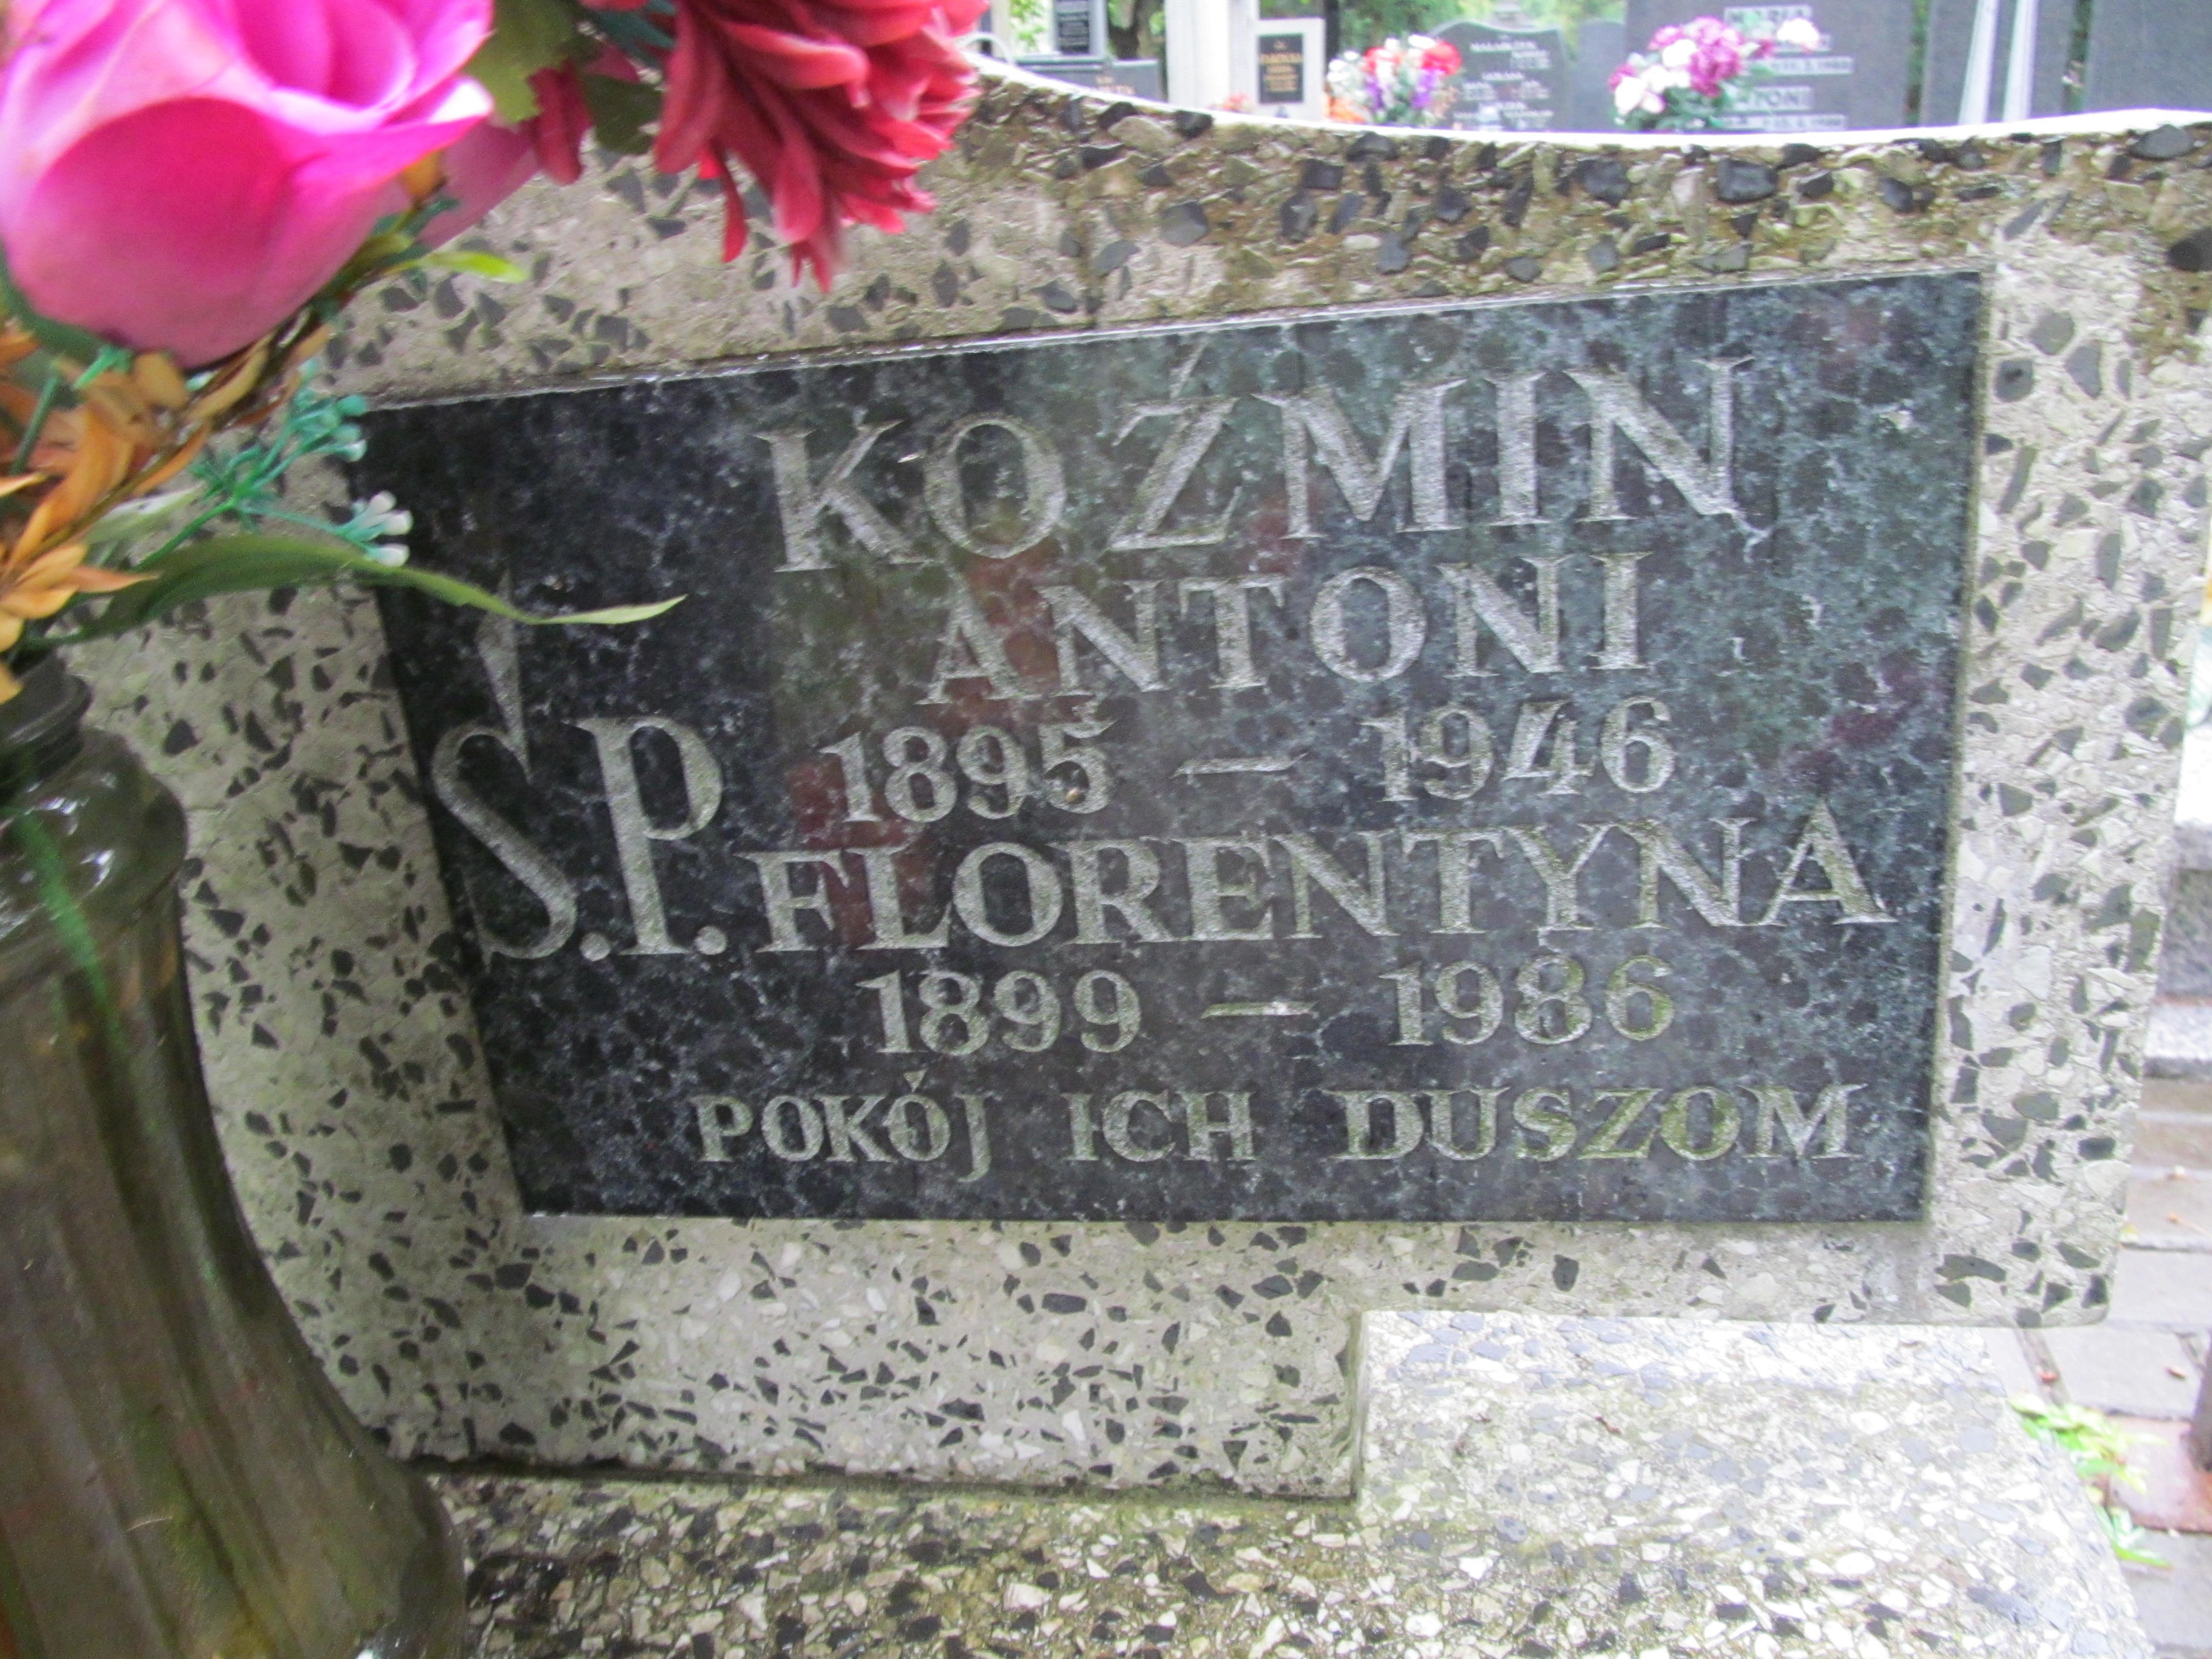 KOŹMIN
ANTONI
1895 — 1946
Ś.P. FLORENTYNA
1899 — 1986
POKÓJ ICH DUSZOM